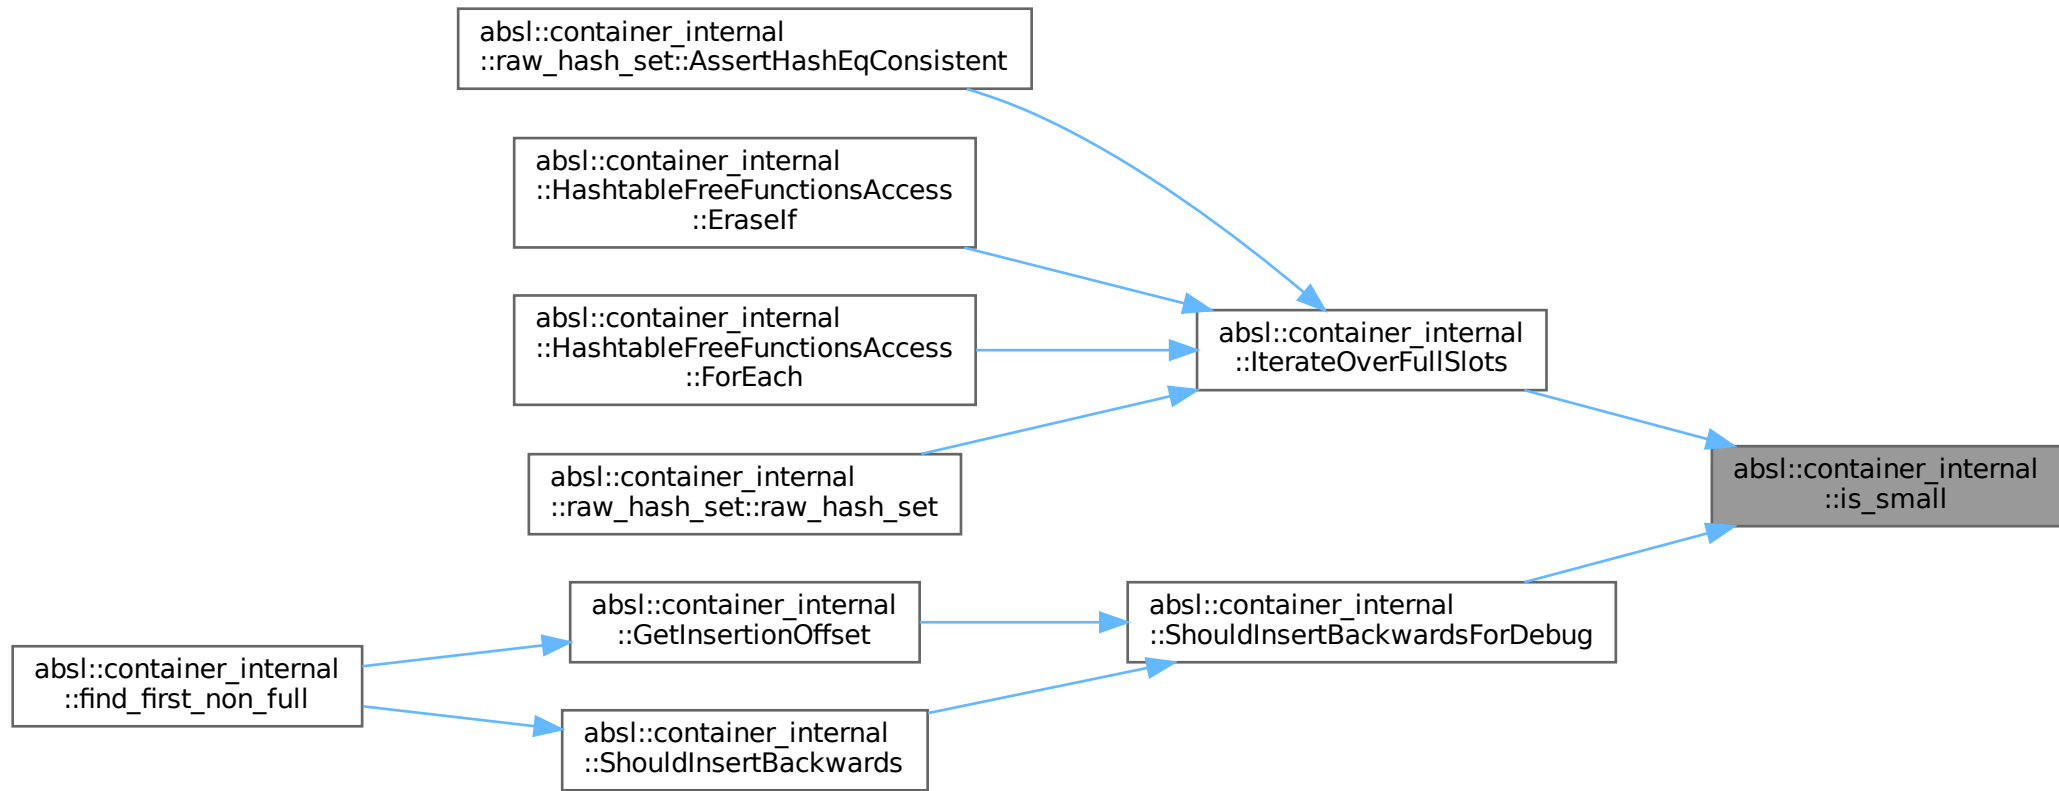 absl::container_internal
::raw_hash_set::AssertHashEqConsistent
absl::container_internal
::HashtableFreeFunctionsAccess
::EraseIf
absl::container_internal
::HashtableFreeFunctionsAccess
::ForEach
absl::container_internal
::IterateOverFullSlots
absl::container_internal
::is_small
absl::container_internal
::raw_hash_set::raw_hash_set
absl::container_internal
::GetInsertionOffset
absl::container_internal
::ShouldInsertBackwardsForDebug
absl::container_internal
::find_first_non_full
absl::container_internal
::ShouldInsertBackwards